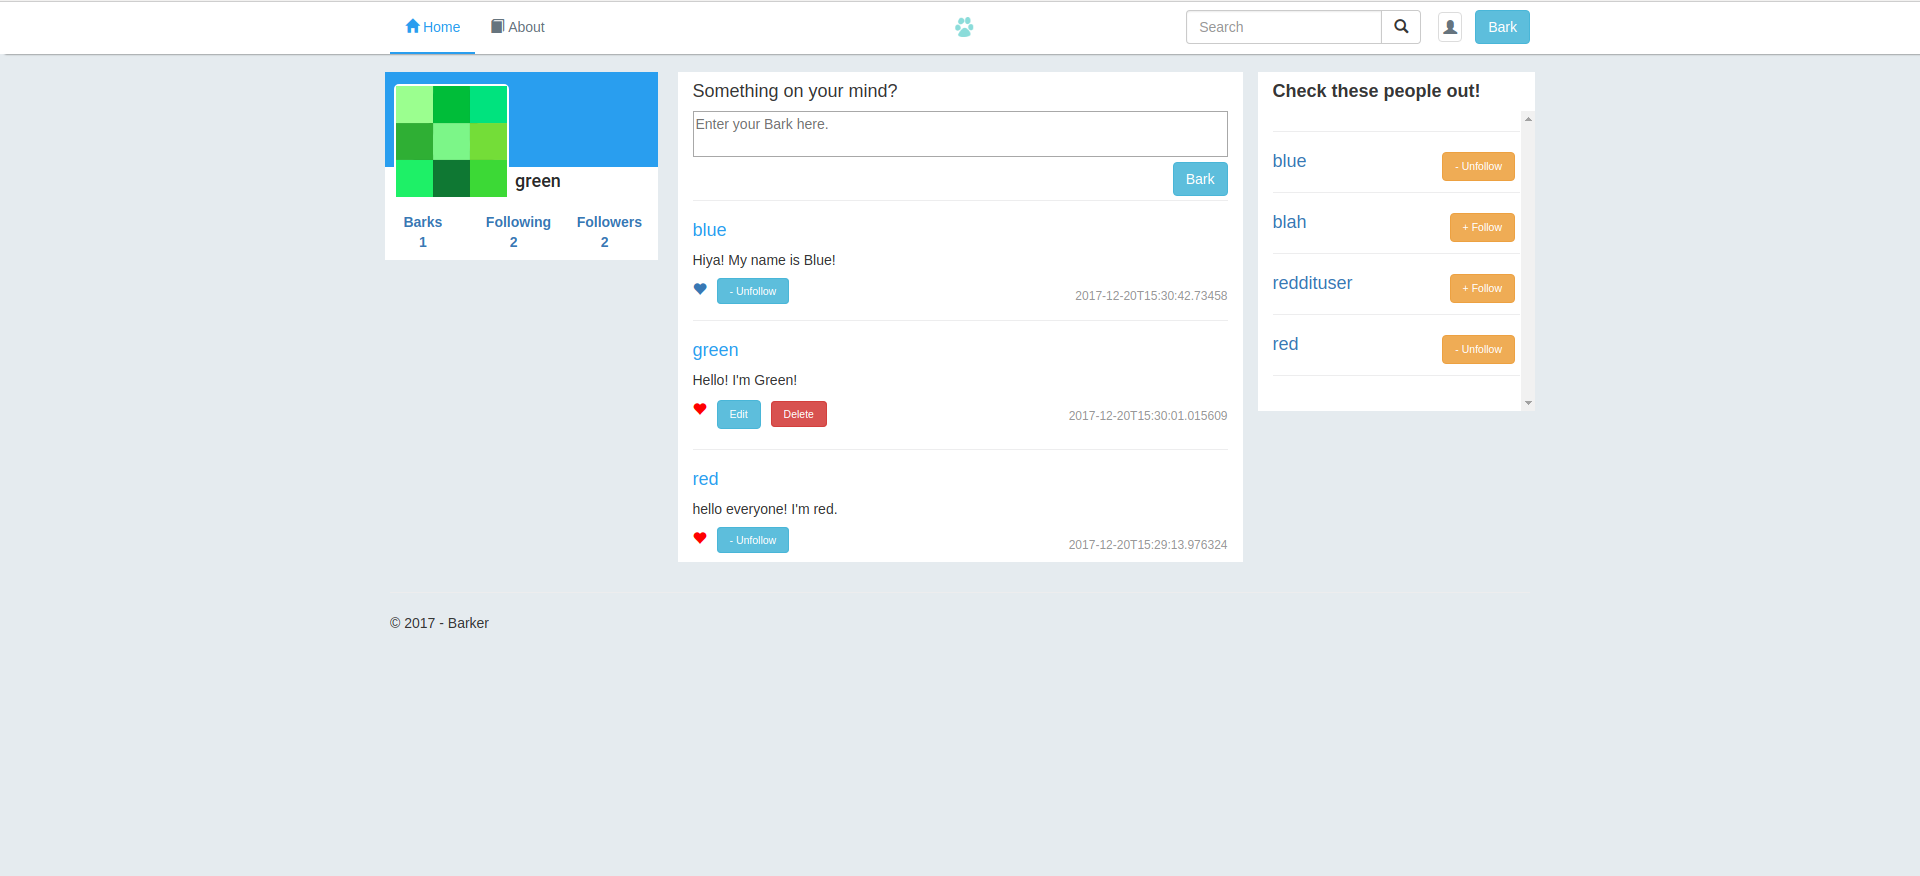 Home About Search Bark
green
Barks Following Followers
1 2 2
Something on your mind?
Enter your Bark here.
Bark
blue
Hiya! My name is Blue!
- Unfollow 2017-12-20T15:30:42.73458
green
Hello! I'm Green!
Edit Delete 2017-12-20T15:30:01.015609
red
hello everyone! I'm red.
- Unfollow 2017-12-20T15:29:13.976324
Check these people out!
blue - Unfollow
blah + Follow
reddituser + Follow
red - Unfollow
© 2017 - Barker